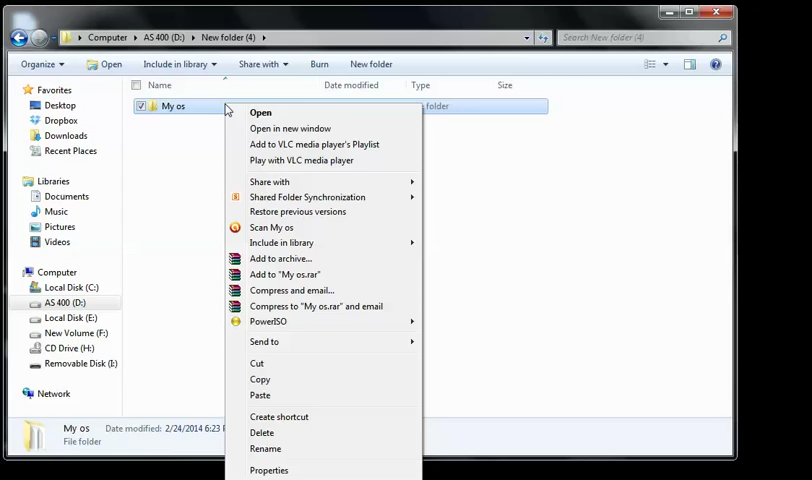 Computer ▸ AS 400 (D:) ▸ New folder (4) ▸
Search New folder (4)
Organize Open Include in library Share with Burn New folder
Name Date modified Type Size
Favorites
Desktop
Dropbox
Downloads
Recent Places
Libraries
Documents
Music
Pictures
Videos
Computer
Local Disk (C:)
AS 400 (D:)
Local Disk (E:)
New Volume (F:)
CD Drive (H:)
Removable Disk (I:)
Network
My os folder
Open
Open in new window
Add to VLC media player's Playlist
Play with VLC media player
Share with
Shared Folder Synchronization
Restore previous versions
Scan My os
Include in library
Add to archive...
Add to "My os.rar"
Compress and email...
Compress to "My os.rar" and email
PowerISO
Send to
Cut
Copy
Paste
Create shortcut
Delete
Rename
Properties
My os Date modified: 2/24/2014 6:23
File folder